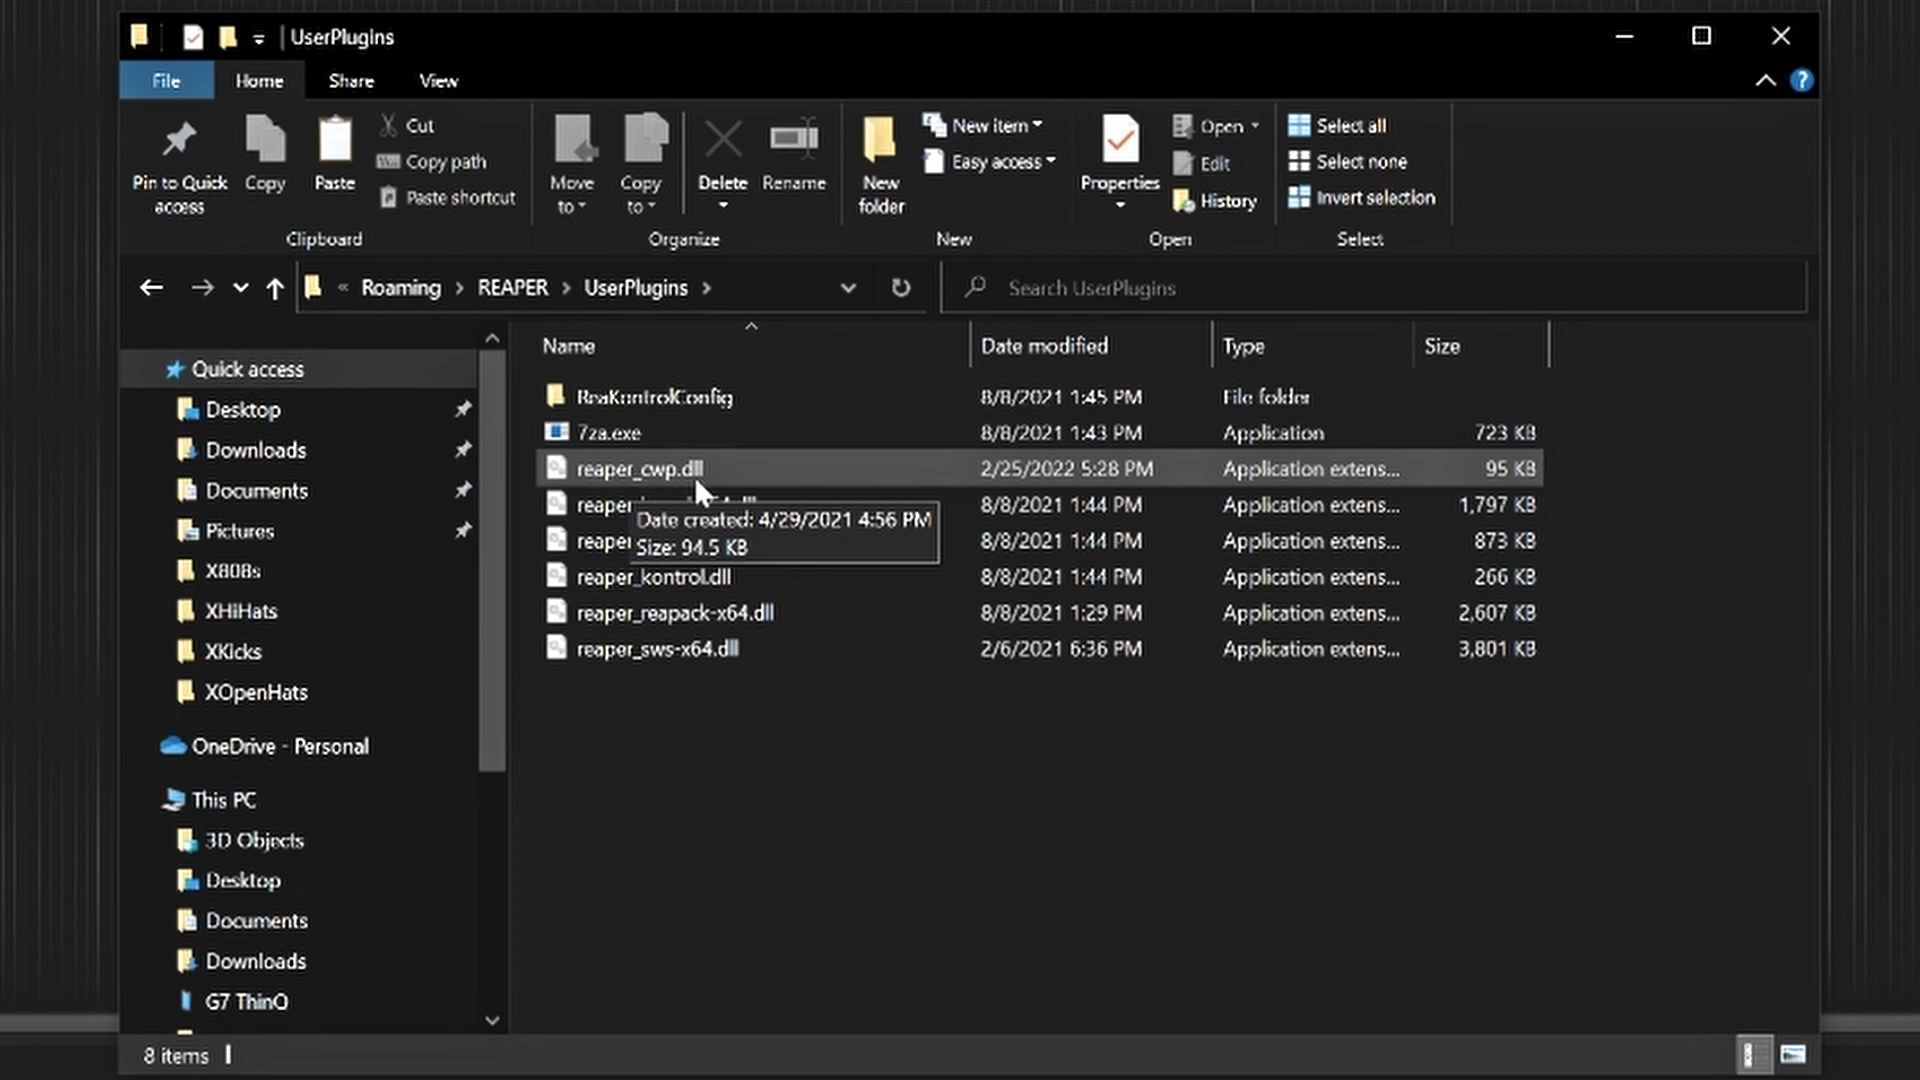 UserPlugins
File Home Share View
Pin to Quick access
Copy
Paste
Cut
Copy path
Paste shortcut
Clipboard
Move to
Copy to
Delete
Rename
Organize
New folder
New item
Easy access
New
Properties
Open
Edit
History
Open
Select all
Select none
Invert selection
Select
« Roaming > REAPER > UserPlugins >
Search UserPlugins
Quick access
Desktop
Downloads
Documents
Pictures
X808s
XHiHats
XKicks
XOpenHats
OneDrive - Personal
This PC
3D Objects
Desktop
Documents
Downloads
G7 ThinQ
Name Date modified Type Size
ReaKontrolConfig 8/8/2021 1:45 PM File folder
7za.exe 8/8/2021 1:43 PM Application 723 KB
reaper_cwp.dll 2/25/2022 5:28 PM Application extens... 95 KB
8/8/2021 1:44 PM Application extens... 1,797 KB
8/8/2021 1:44 PM Application extens... 873 KB
reaper_kontrol.dll 8/8/2021 1:44 PM Application extens... 266 KB
reaper_reapack-x64.dll 8/8/2021 1:29 PM Application extens... 2,607 KB
reaper_sws-x64.dll 2/6/2021 6:36 PM Application extens... 3,801 KB
Date created: 4/29/2021 4:56 PM
Size: 94.5 KB
8 items